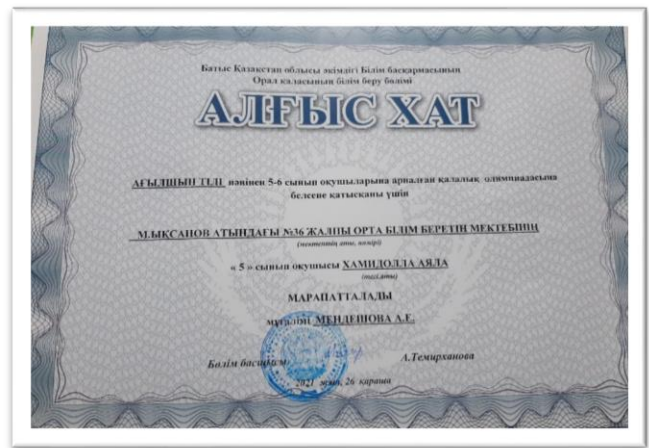 Батыс Қазақстан облысы әкімдігі Білім басқармасының
Орал қаласының білім беру бөлімі
АЛҒЫС ХАТ
АҒЫЛШЫН ТІЛІ пәнінен 5-6 сынып оқушыларына арналған қалалық олимпиадасына
белсене қатысқаны үшін
М.ЫҚСАНОВ АТЫНДАҒЫ №36 ЖАЛПЫ ОРТА БІЛІМ БЕРЕТІН МЕКТЕБІНІҢ
(мектептің аты, нөмірі)
« 5 » сынып оқушысы ХАМИДОЛЛА АЯЛА
(толı аты)
МАРАПАТТАЛАДЫ
мұғалімі МЕНДЕШОВА А.Е.
Бөлім басшысы А.Темирханова
2021 жыл, 26 қараша